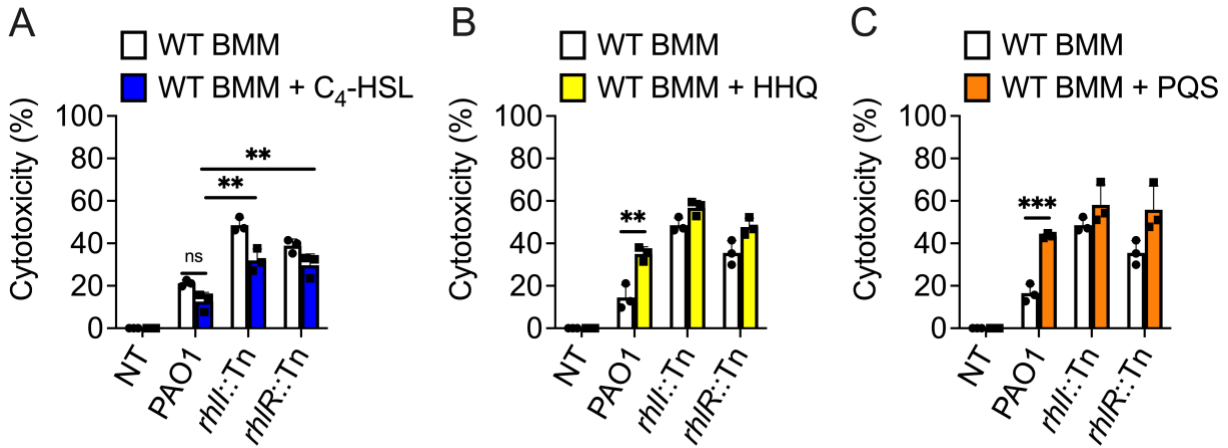 A
WT BMM
WT BMM + C₄-HSL
Cytotoxicity (%)
100
80
60
40
20
0
**
**
ns
NT
PAO1
rhlI::Tn
rhlR::Tn
B
WT BMM
WT BMM + HHQ
Cytotoxicity (%)
100
80
60
40
20
0
**
NT
PAO1
rhlI::Tn
rhlR::Tn
C
WT BMM
WT BMM + PQS
Cytotoxicity (%)
100
80
60
40
20
0
***
NT
PAO1
rhlI::Tn
rhlR::Tn